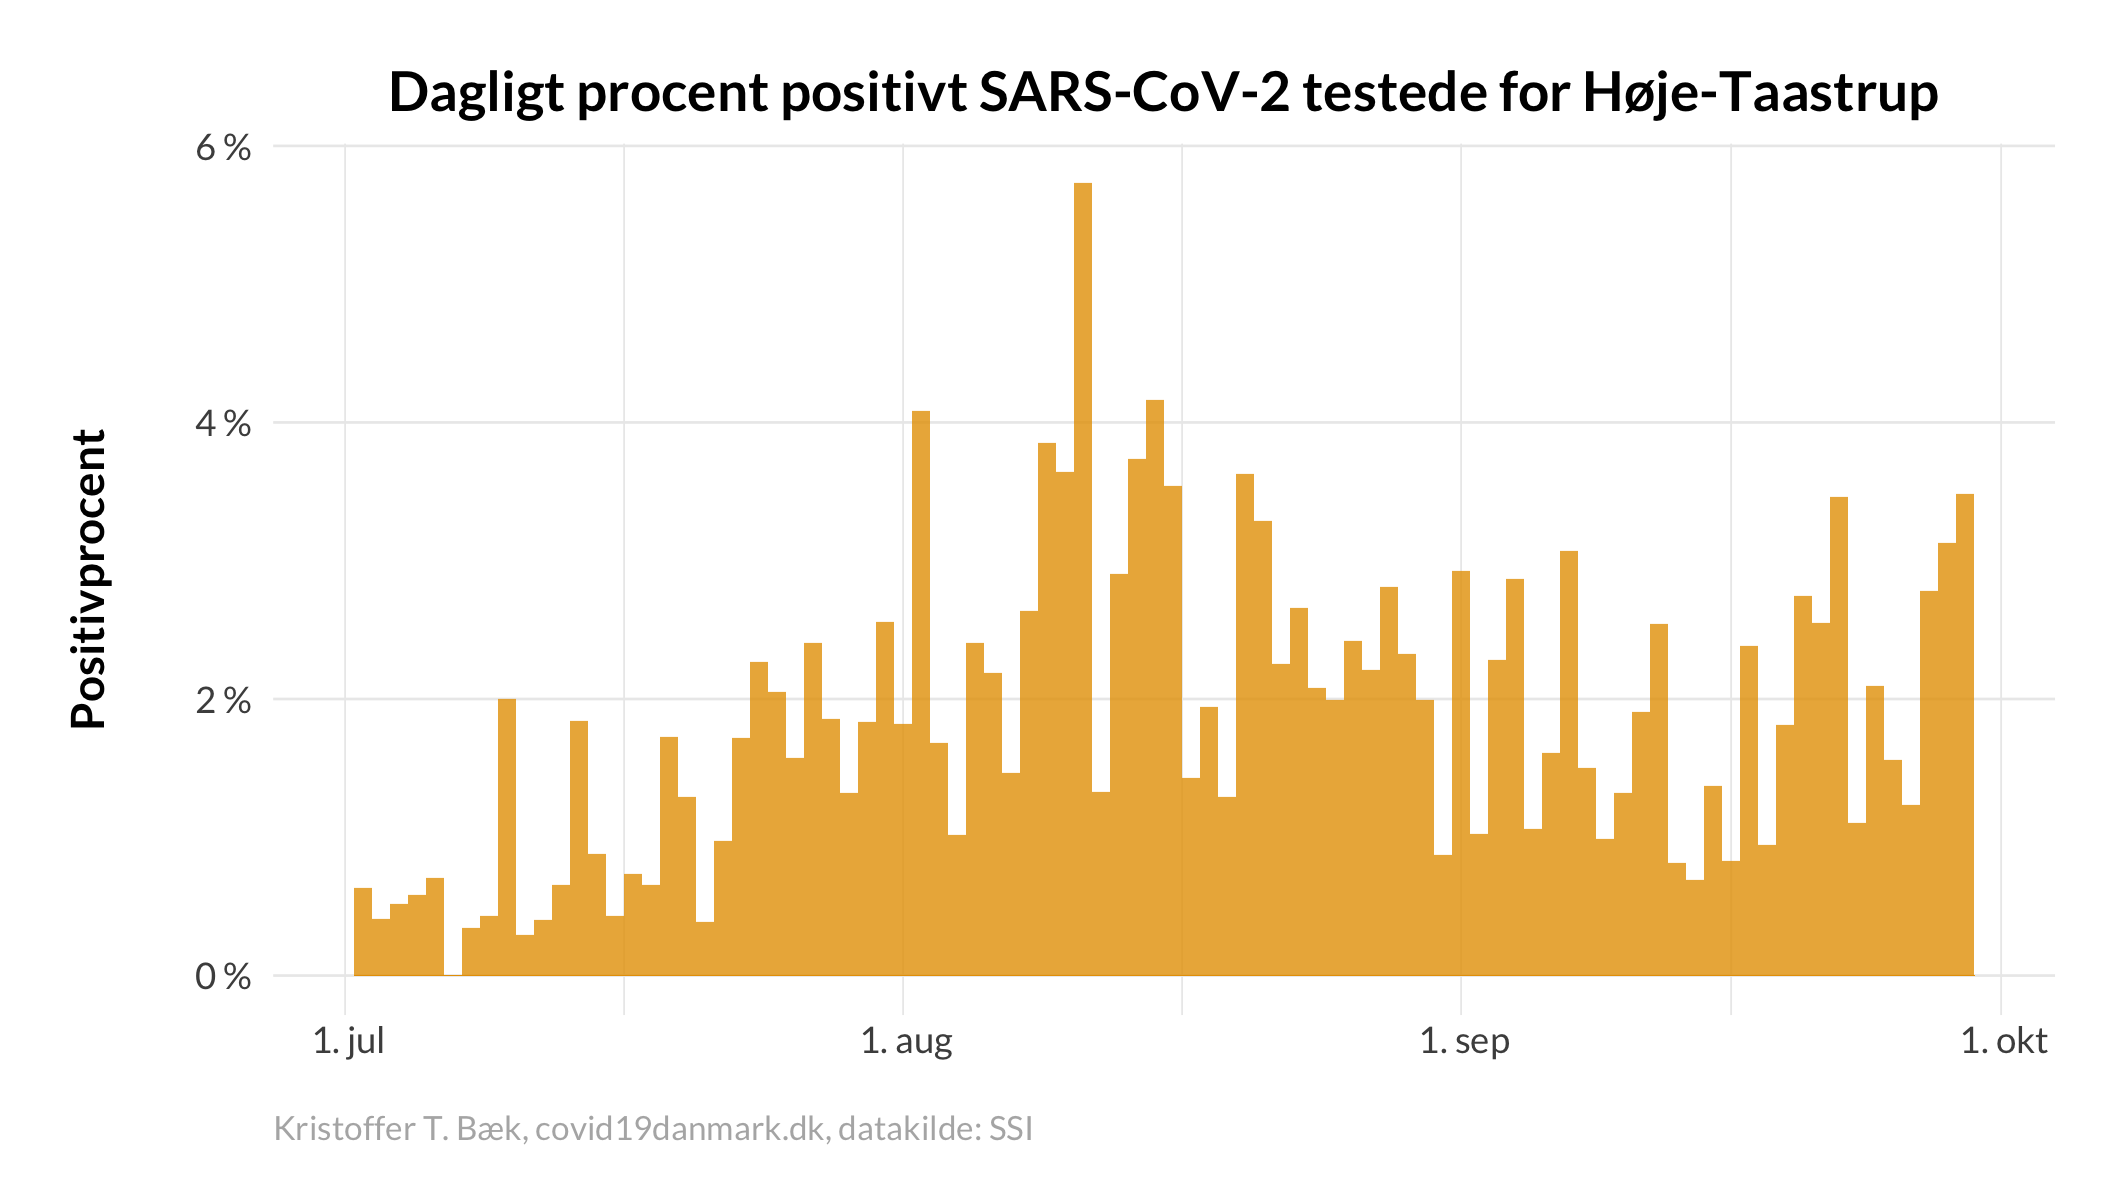 Dagligt procent positivt SARS-CoV-2 testede for Høje-Taastrup
Positivprocent
6 %
4 %
2 %
0 %
1. jul
1. aug
1. sep
1. okt
Kristoffer T. Bæk, covid19danmark.dk, datakilde: SSI